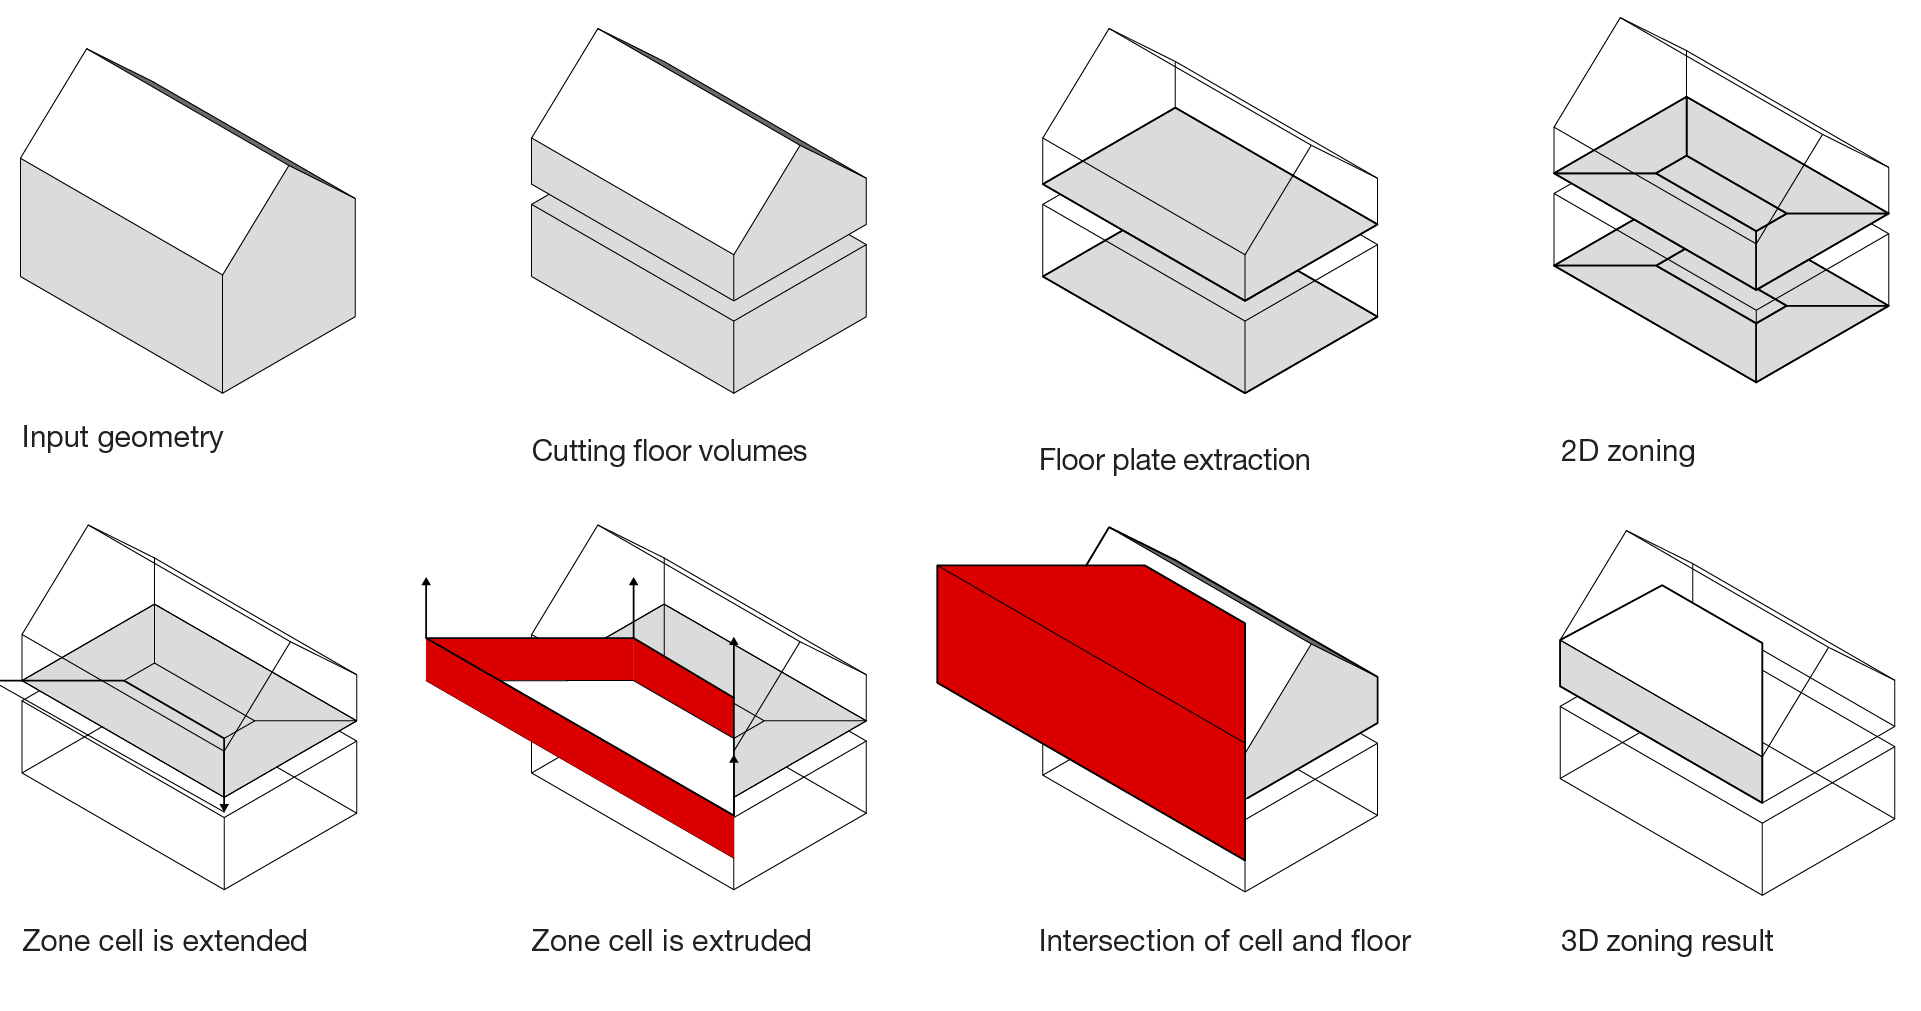 Input geometry
Cutting floor volumes
Floor plate extraction
2D zoning
Zone cell is extended
Zone cell is extruded
Intersection of cell and floor
3D zoning result